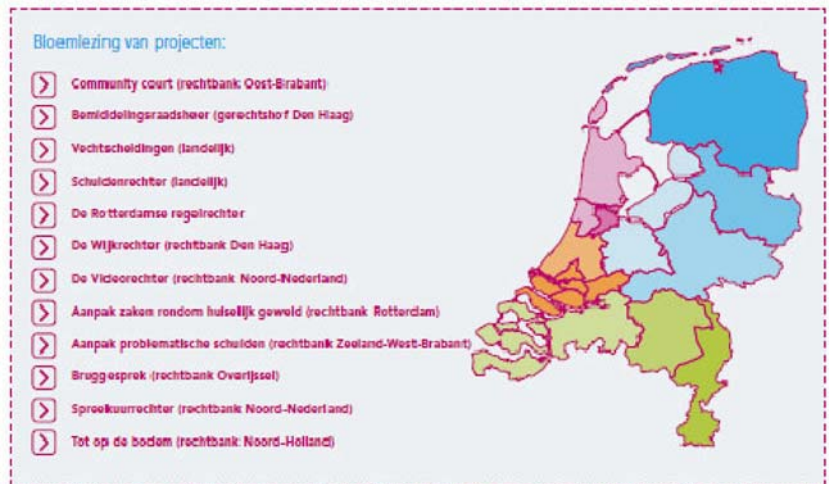 Bloemlezing van projecten:
Community court (rechtbank Oost-Brabant)
Bemiddelingsraadsheer (gerechtshof Den Haag)
Vechtscheidingen (landelijk)
Schuldenrechter (landelijk)
De Rotterdamse regelrechter
De Wijkrechter (rechtbank Den Haag)
De Videorechter (rechtbank Noord-Nederland)
Aanpak zaken rondom huiselijk geweld (rechtbank Rotterdam)
Aanpak problematische schulden (rechtbank Zeeland-West-Brabant)
Bruggesprek (rechtbank Overijssel)
Spreekuurrechter (rechtbank Noord-Nederland)
Tot op de bodem (rechtbank Noord-Holland)